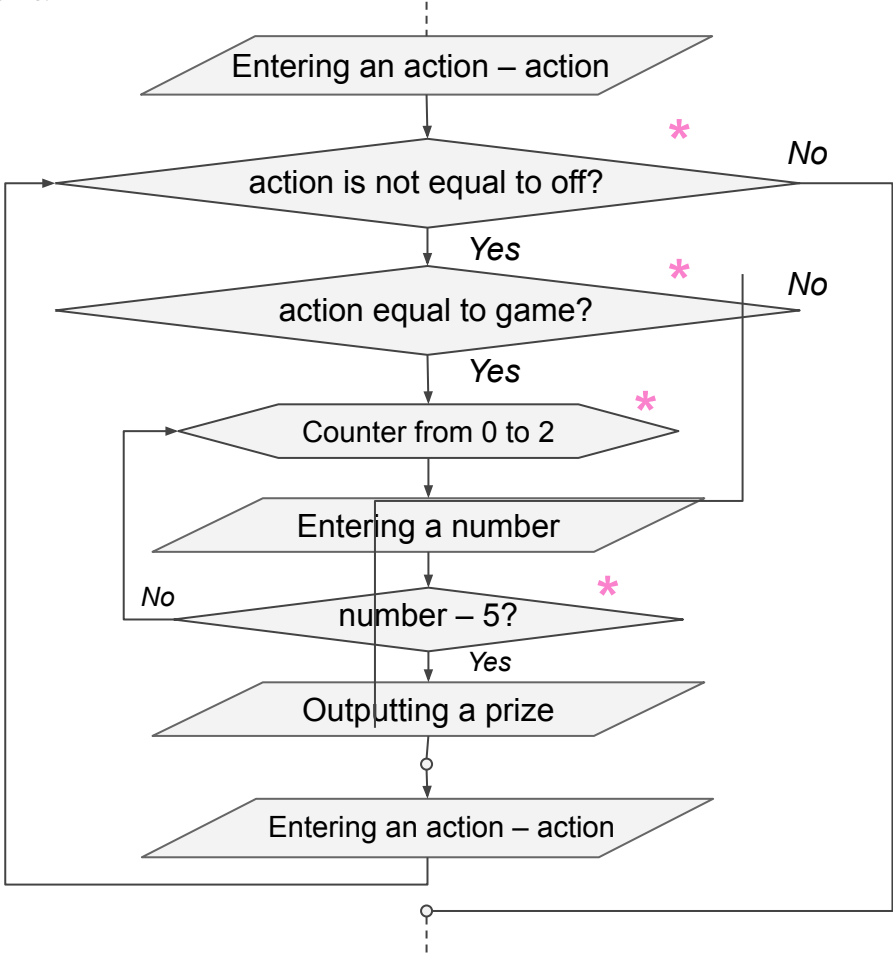 Entering an action – action
*
No
action is not equal to off?
Yes
*
No
action equal to game?
Yes
*
Counter from 0 to 2
Entering a number
*
No
number – 5?
Yes
Outputting a prize
Entering an action – action